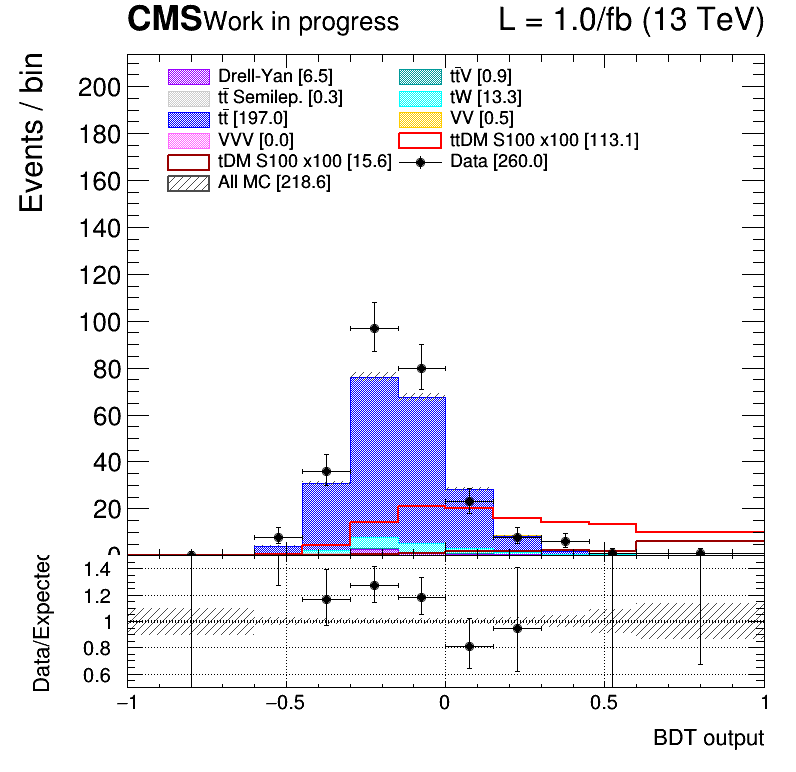 CMS Work in progress L = 1.0/fb (13 TeV)
Events / bin
200
180
160
140
120
100
80
60
40
20
0
Drell-Yan [6.5] tt̄V [0.9]
tt̄ Semilep. [0.3] tW [13.3]
tt̄ [197.0] VV [0.5]
VVV [0.0] ttDM S100 x100 [113.1]
tDM S100 x100 [15.6] Data [260.0]
All MC [218.6]
Data/Expected
1.4
1.2
1
0.8
0.6
−1 −0.5 0 0.5 1
BDT output